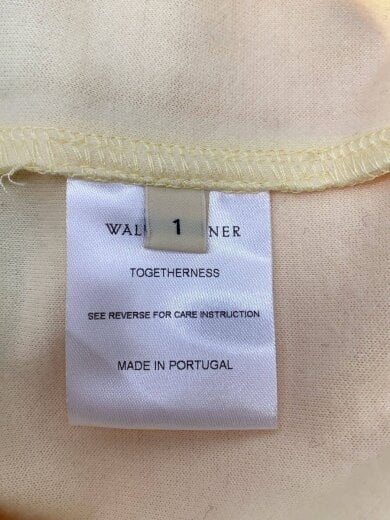 1
WAL NER
TOGETHERNESS
SEE REVERSE FOR CARE INSTRUCTION
MADE IN PORTUGAL